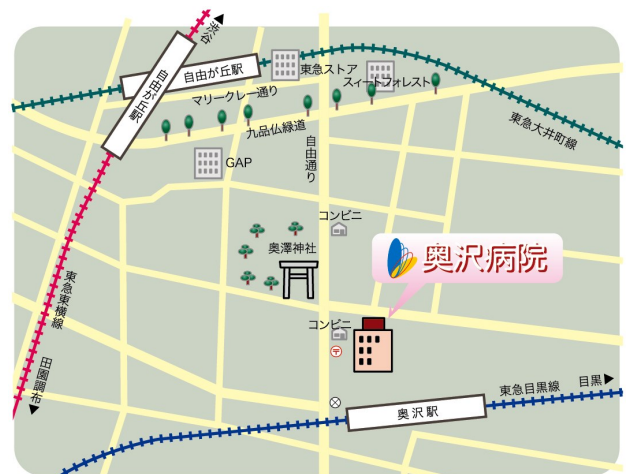 渋谷
自由が丘駅
自由が丘駅
東急ストア
スィートフォレスト
マリークレー通り
九品仏緑道
自由通り
東急大井町線
GAP
コンビニ
奥澤神社
奥沢病院
東急東横線
コンビニ
〒
田園調布
奥沢駅
東急目黒線
目黒